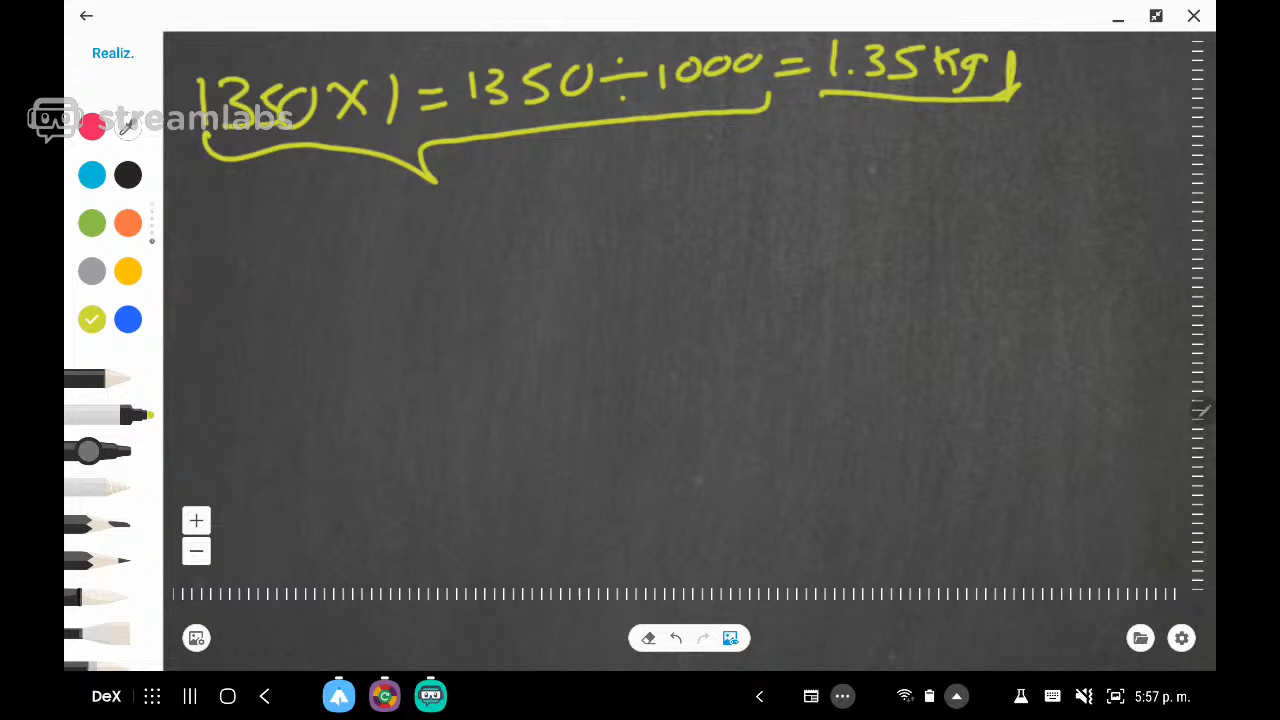 Realiz.
1350 X 1 = 1350 ÷ 1000 = 1.35 kg
streamlabs
DeX
5:57 p. m.